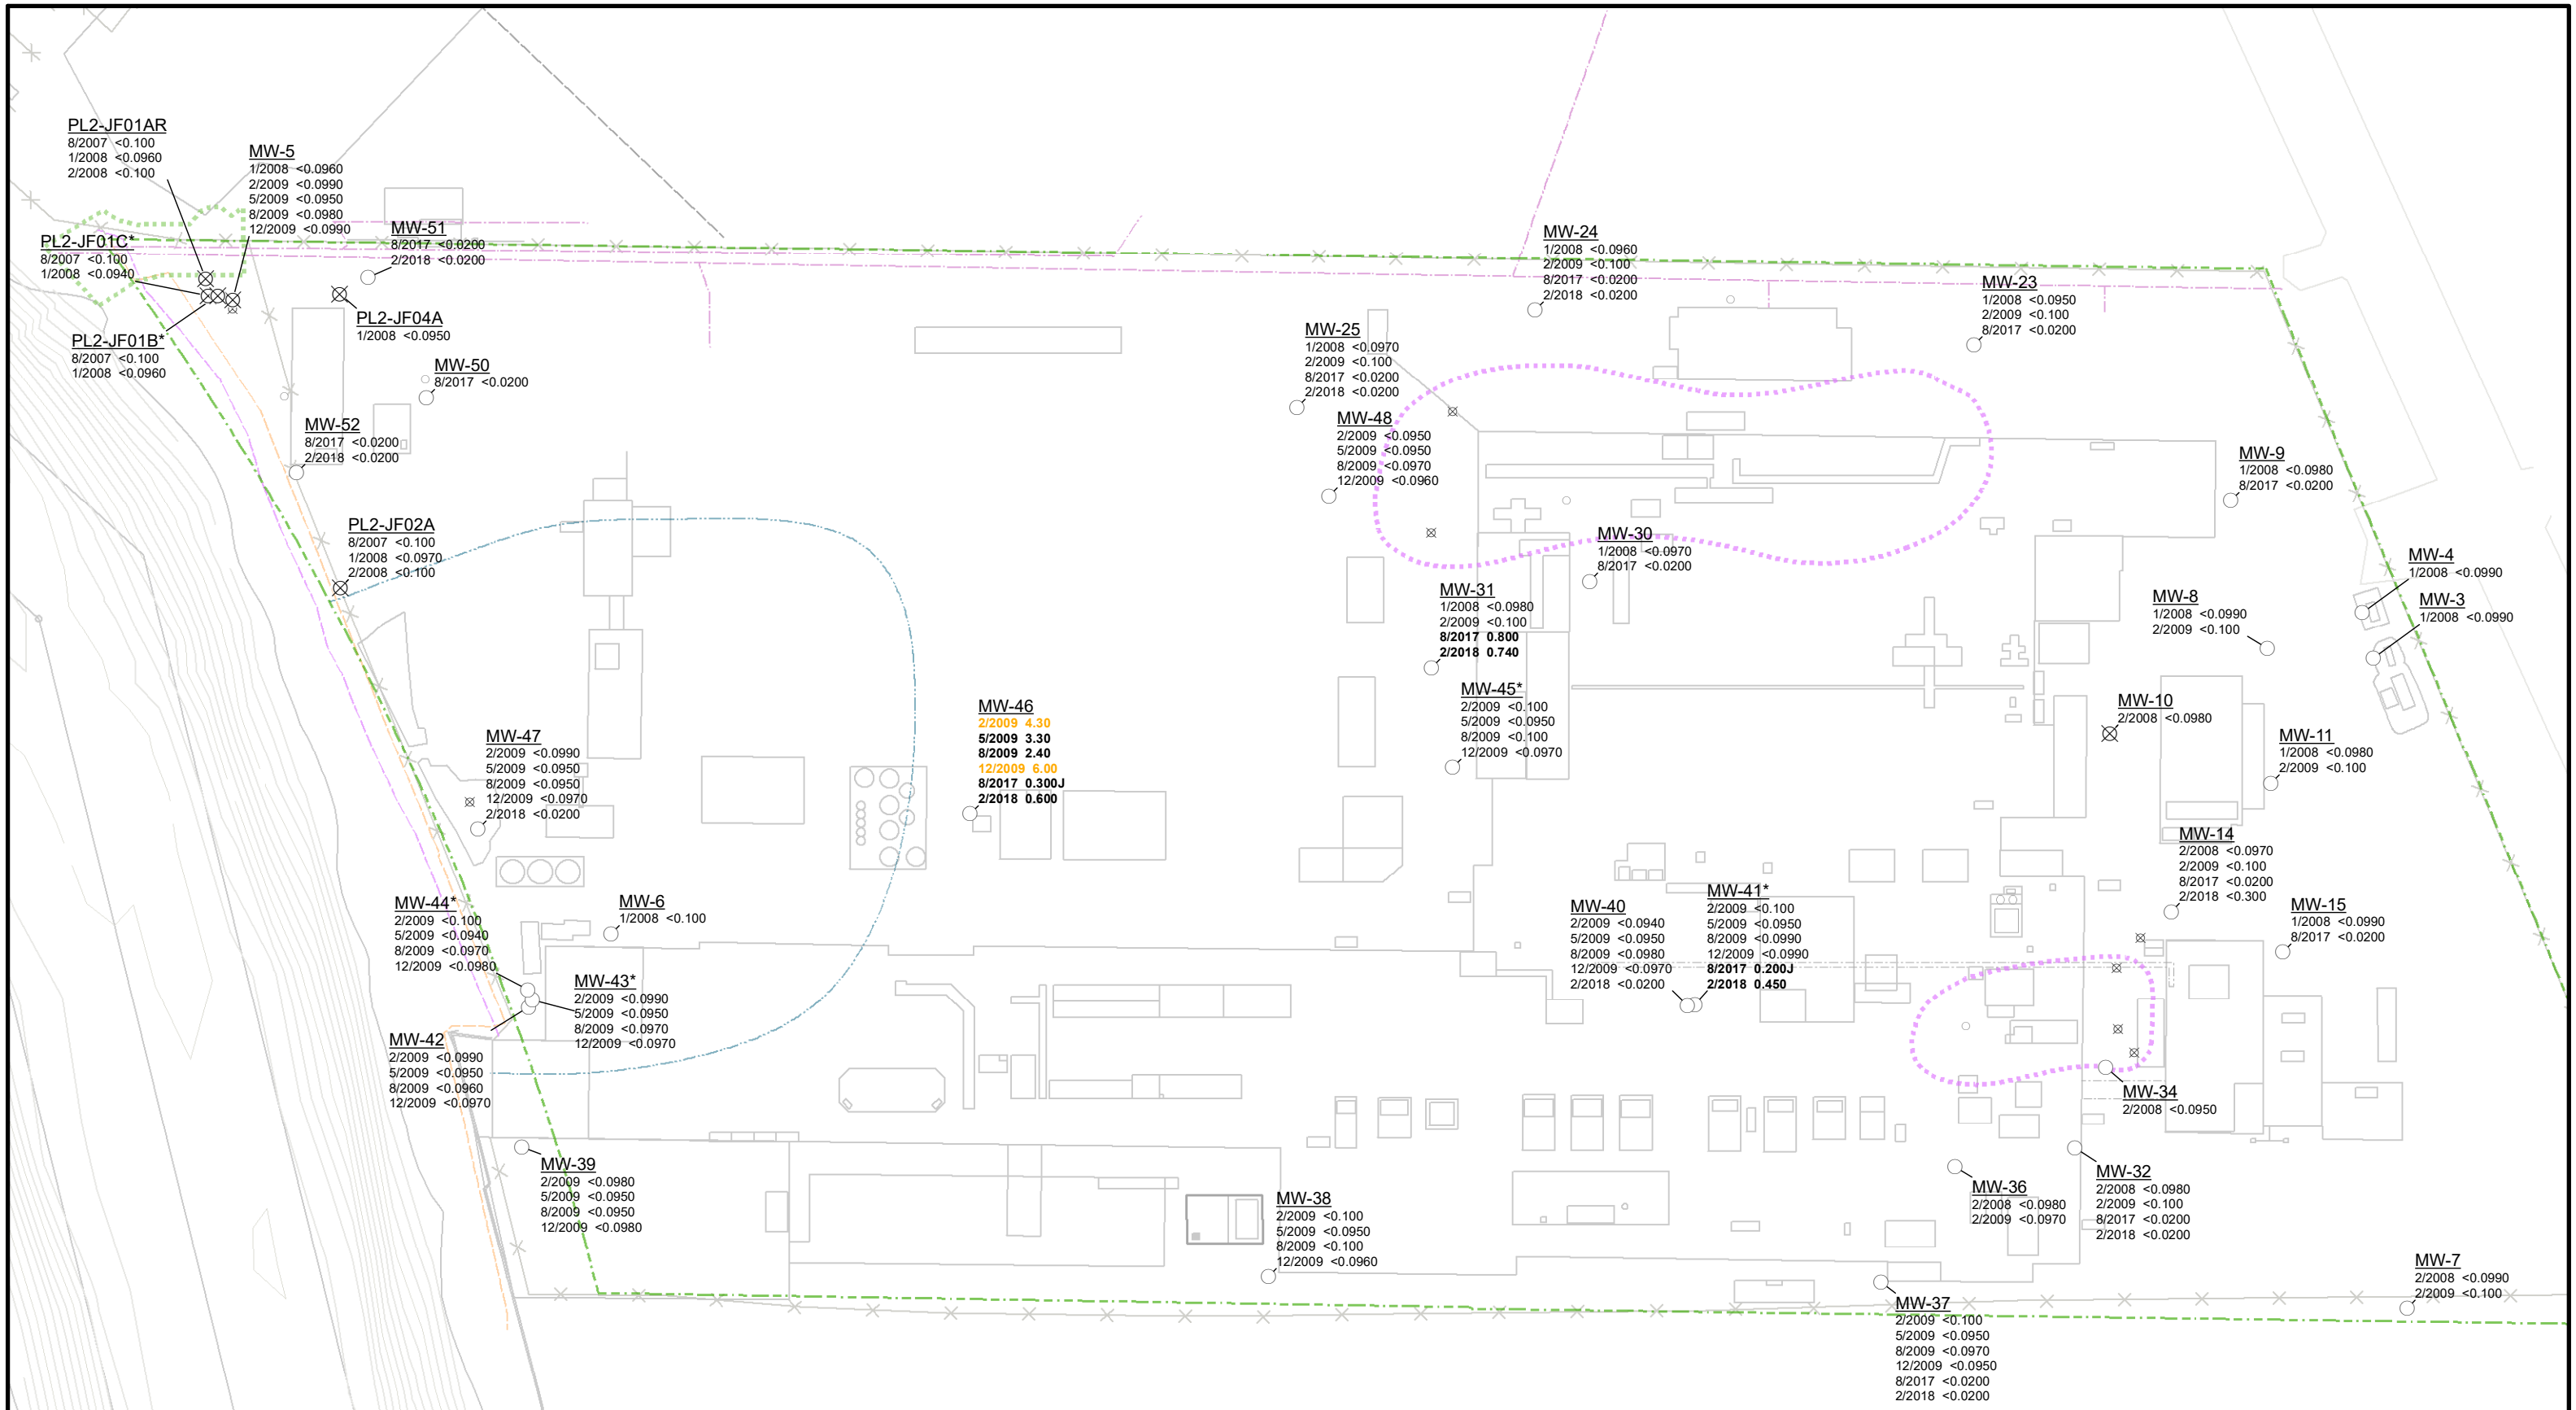 PL2-JF01AR
8/2007 <0.100
1/2008 <0.0960
2/2008 <0.100
MW-5
1/2008 <0.0960
2/2009 <0.0990
5/2009 <0.0950
8/2009 <0.0980
12/2009 <0.0990
PL2-JF01C*
8/2007 <0.100
1/2008 <0.0940
MW-51
8/2017 <0.0200
2/2018 <0.0200
PL2-JF01B*
8/2007 <0.100
1/2008 <0.0960
PL2-JF04A
1/2008 <0.0950
MW-50
8/2017 <0.0200
MW-52
8/2017 <0.0200
2/2018 <0.0200
PL2-JF02A
8/2007 <0.100
1/2008 <0.0970
2/2008 <0.100
MW-24
1/2008 <0.0960
2/2009 <0.100
8/2017 <0.0200
2/2018 <0.0200
MW-23
1/2008 <0.0950
2/2009 <0.100
8/2017 <0.0200
MW-25
1/2008 <0.0970
2/2009 <0.100
8/2017 <0.0200
2/2018 <0.0200
MW-48
2/2009 <0.0950
5/2009 <0.0950
8/2009 <0.0970
12/2009 <0.0960
MW-9
1/2008 <0.0980
8/2017 <0.0200
MW-30
1/2008 <0.0970
8/2017 <0.0200
MW-4
1/2008 <0.0990
MW-3
1/2008 <0.0990
MW-31
1/2008 <0.0980
2/2009 <0.100
8/2017 0.800
2/2018 0.740
MW-8
1/2008 <0.0990
2/2009 <0.100
MW-45*
2/2009 <0.100
5/2009 <0.0950
8/2009 <0.100
12/2009 <0.0970
MW-10
2/2008 <0.0980
MW-46
2/2009 4.30
5/2009 3.30
8/2009 2.40
12/2009 6.00
8/2017 0.300J
2/2018 0.600
MW-47
2/2009 <0.0990
5/2009 <0.0950
8/2009 <0.0950
12/2009 <0.0970
2/2018 <0.0200
MW-11
1/2008 <0.0980
2/2009 <0.100
MW-14
2/2008 <0.0970
2/2009 <0.100
8/2017 <0.0200
2/2018 <0.300
MW-44*
2/2009 <0.100
5/2009 <0.0940
8/2009 <0.0970
12/2009 <0.0980
MW-6
1/2008 <0.100
MW-40
2/2009 <0.0940
5/2009 <0.0950
8/2009 <0.0980
12/2009 <0.0970
2/2018 <0.0200
MW-41*
2/2009 <0.100
5/2009 <0.0950
8/2009 <0.0990
12/2009 <0.0990
8/2017 0.200J
2/2018 0.450
MW-15
1/2008 <0.0990
8/2017 <0.0200
MW-43*
2/2009 <0.0990
5/2009 <0.0950
8/2009 <0.0970
12/2009 <0.0970
MW-42
2/2009 <0.0990
5/2009 <0.0950
8/2009 <0.0960
12/2009 <0.0970
MW-34
2/2008 <0.0950
MW-39
2/2009 <0.0980
5/2009 <0.0950
8/2009 <0.0950
12/2009 <0.0980
MW-38
2/2009 <0.100
5/2009 <0.0950
8/2009 <0.100
12/2009 <0.0960
MW-36
2/2008 <0.0980
2/2009 <0.0970
MW-32
2/2008 <0.0980
2/2009 <0.100
8/2017 <0.0200
2/2018 <0.0200
MW-7
2/2008 <0.0990
2/2009 <0.100
MW-37
2/2009 <0.100
5/2009 <0.0950
8/2009 <0.0970
12/2009 <0.0950
8/2017 <0.0200
2/2018 <0.0200